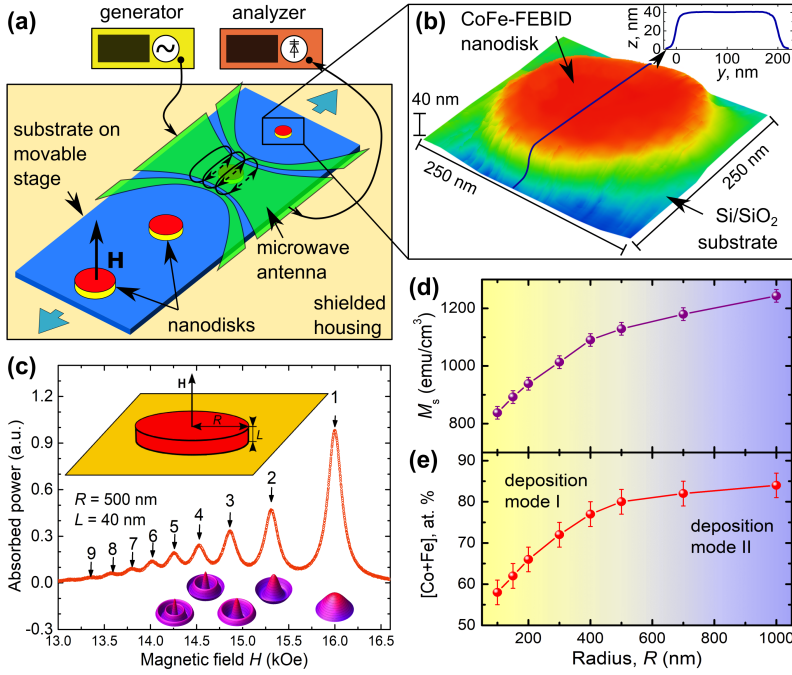 (a)
generator
analyzer
substrate on
movable
stage
H
nanodisks
microwave
antenna
shielded
housing
(b)
CoFe-FEBID
nanodisk
z, nm
40
20
0
0
100
200
y, nm
40 nm
250 nm
250 nm
Si/SiO2
substrate
(c)
Absorbed power (a.u.)
1.2
0.9
0.6
0.3
0.0
-0.3
H
R
L
R = 500 nm
L = 40 nm
9
8
7
6
5
4
3
2
1
13.0
13.5
14.0
14.5
15.0
15.5
16.0
16.5
Magnetic field H (kOe)
(d)
Ms (emu/cm3)
1200
1000
800
(e)
[Co+Fe], at. %
90
80
70
60
50
deposition
mode I
deposition
mode II
200
400
600
800
1000
Radius, R (nm)